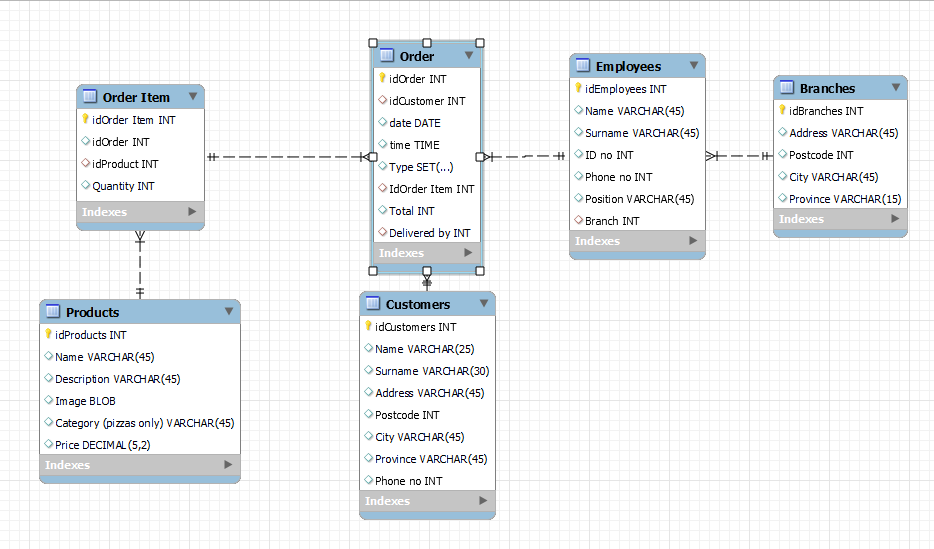 Order Item
idOrder Item INT
idOrder INT
idProduct INT
Quantity INT
Indexes
Order
idOrder INT
idCustomer INT
date DATE
time TIME
Type SET(...)
IdOrder Item INT
Total INT
Delivered by INT
Indexes
Employees
idEmployees INT
Name VARCHAR(45)
Surname VARCHAR(45)
ID no INT
Phone no INT
Position VARCHAR(45)
Branch INT
Indexes
Branches
idBranches INT
Address VARCHAR(45)
Postcode INT
City VARCHAR(45)
Province VARCHAR(15)
Indexes
Products
idProducts INT
Name VARCHAR(45)
Description VARCHAR(45)
Image BLOB
Category (pizzas only) VARCHAR(45)
Price DECIMAL(5,2)
Indexes
Customers
idCustomers INT
Name VARCHAR(25)
Surname VARCHAR(30)
Address VARCHAR(45)
Postcode INT
City VARCHAR(45)
Province VARCHAR(45)
Phone no INT
Indexes